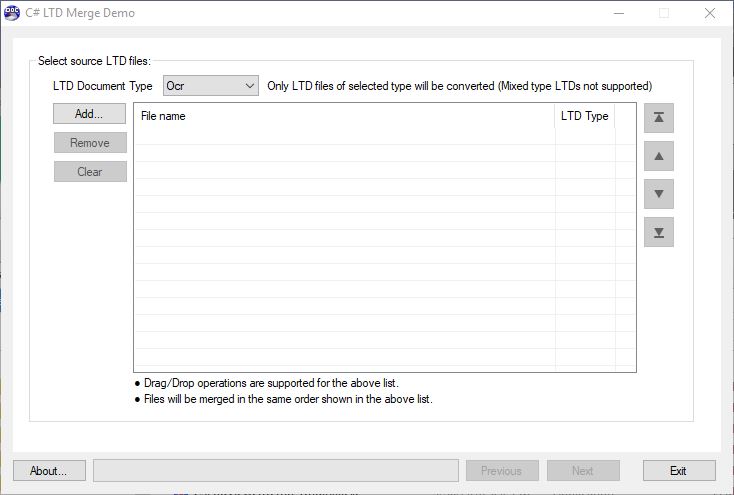 C# LTD Merge Demo
Select source LTD files:
LTD Document Type Ocr Only LTD files of selected type will be converted (Mixed type LTDs not supported)
Add... File name LTD Type
Remove
Clear
● Drag/Drop operations are supported for the above list.
● Files will be merged in the same order shown in the above list.
About... Previous Next Exit